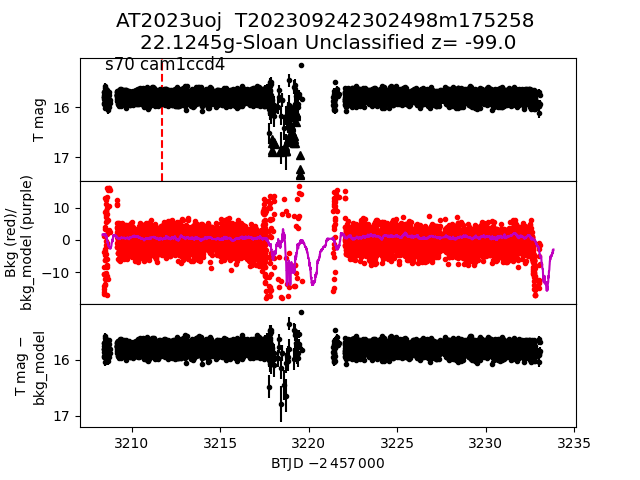 AT2023uoj T202309242302498m175258
22.1245g-Sloan Unclassified z= -99.0
s70 cam1ccd4
T mag
16
17
Bkg (red)/
bkg_model (purple)
10
0
−10
T mag −
bkg_model
16
17
3210 3215 3220 3225 3230 3235
BTJD −2 457 000